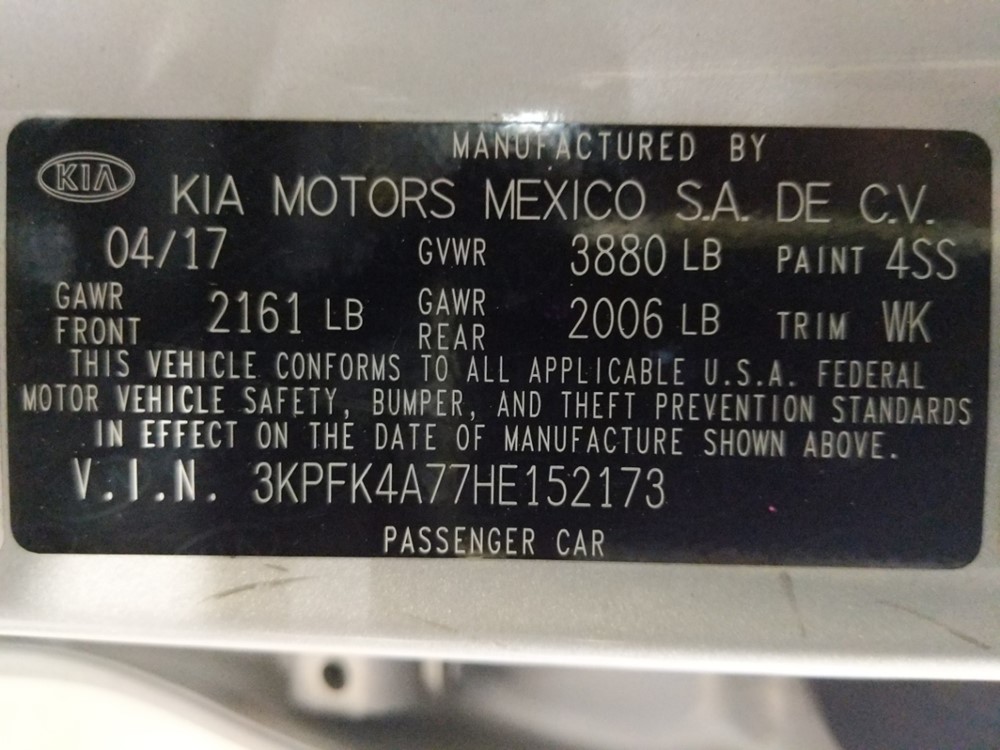 MANUFACTURED BY
KIA KIA MOTORS MEXICO S.A. DE C.V.
04/17 GVWR 3880 LB PAINT 4SS
GAWR FRONT 2161 LB GAWR REAR 2006 LB TRIM WK
THIS VEHICLE CONFORMS TO ALL APPLICABLE U.S.A. FEDERAL
MOTOR VEHICLE SAFETY, BUMPER, AND THEFT PREVENTION STANDARDS
IN EFFECT ON THE DATE OF MANUFACTURE SHOWN ABOVE.
V.I.N. 3KPFK4A77HE152173
PASSENGER CAR